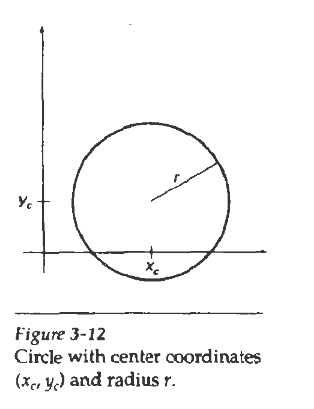 r
y_c
x_c
Figure 3-12
Circle with center coordinates
(x_c, y_c) and radius r.